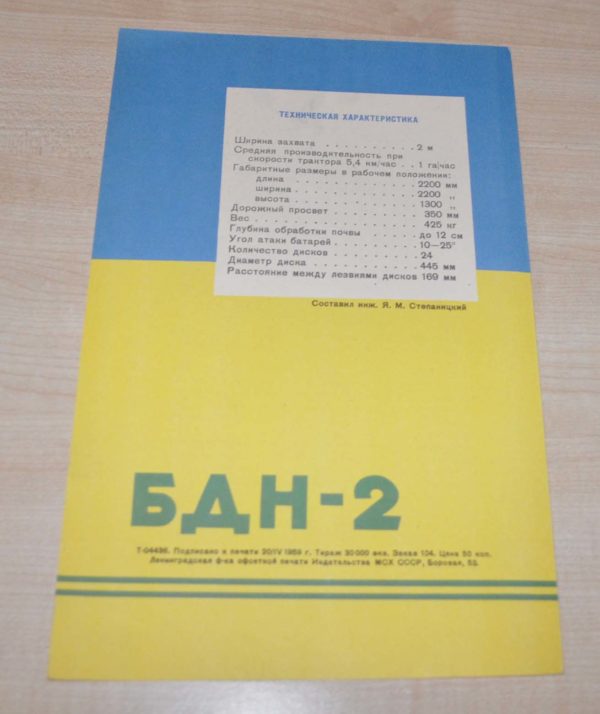 ТЕХНИЧЕСКАЯ ХАРАКТЕРИСТИКА
Ширина захвата . . . . . . . . . . 2 м
Средняя производительность при
скорости трактора 5,4 км/час . . 1 га/час
Габаритные размеры в рабочем положении:
длина . . . . . . . . . . . . 2200 мм
ширина . . . . . . . . . . . . 2200 „
высота . . . . . . . . . . . . 1300 „
Дорожный просвет . . . . . . . . 350 мм
Вес . . . . . . . . . . . . . . . 425 кг
Глубина обработки почвы . . . . . до 12 см
Угол атаки батарей . . . . . . . . 10—25°
Количество дисков . . . . . . . . 24
Диаметр диска . . . . . . . . . . 445 мм
Расстояние между лезвиями дисков 169 мм
Составил инж. Я. М. Степаницкий
БДН-2
Т-04436. Подписано к печати 20/IV 1959 г. Тираж 30 000 экз. Заказ 104. Цена 50 коп.
Ленинградская ф-ка офсетной печати Издательства МСХ СССР, Боровая, 52.